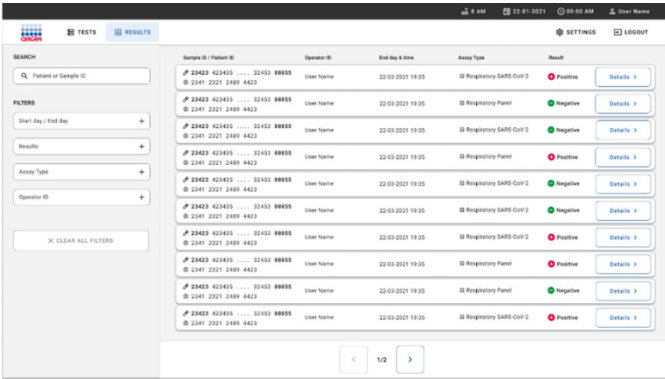 8 AM 22-01-2021 09:00 AM User Name
QIAGEN TESTS RESULTS SETTINGS LOGOUT
SEARCH
Patient or Sample ID
FILTERS
Start day / End day +
Results +
Assay Type +
Operator ID +
CLEAR ALL FILTERS
Sample ID / Patient ID Operator ID End day & time Assay Type Result
23423 423435 .... 32453 80855
2341 2321 2489 4423 User Name 22-03-2021 19:35 Respiratory SARS-CoV-2 Positive Details >
23423 423435 .... 32453 80855
2341 2321 2489 4423 User Name 22-03-2021 19:35 Respiratory Panel Negative Details >
23423 423435 .... 32453 80855
2341 2321 2489 4423 User Name 22-03-2021 19:35 Respiratory SARS-CoV-2 Negative Details >
23423 423435 .... 32453 80855
2341 2321 2489 4423 User Name 22-03-2021 19:35 Respiratory Panel Positive Details >
23423 423435 .... 32453 80855
2341 2321 2489 4423 User Name 22-03-2021 19:35 Respiratory SARS-CoV-2 Negative Details >
23423 423435 .... 32453 80855
2341 2321 2489 4423 User Name 22-03-2021 19:35 Respiratory SARS-CoV-2 Negative Details >
23423 423435 .... 32453 80855
2341 2321 2489 4423 User Name 22-03-2021 19:35 Respiratory SARS-CoV-2 Positive Details >
23423 423435 .... 32453 80855
2341 2321 2489 4423 User Name 22-03-2021 19:35 Respiratory Panel Positive Details >
23423 423435 .... 32453 80855
2341 2321 2489 4423 User Name 22-03-2021 19:35 Respiratory Panel Negative Details >
23423 423435 .... 32453 80855
2341 2321 2489 4423 User Name 22-03-2021 19:35 Respiratory SARS-CoV-2 Positive Details >
< 1/2 >